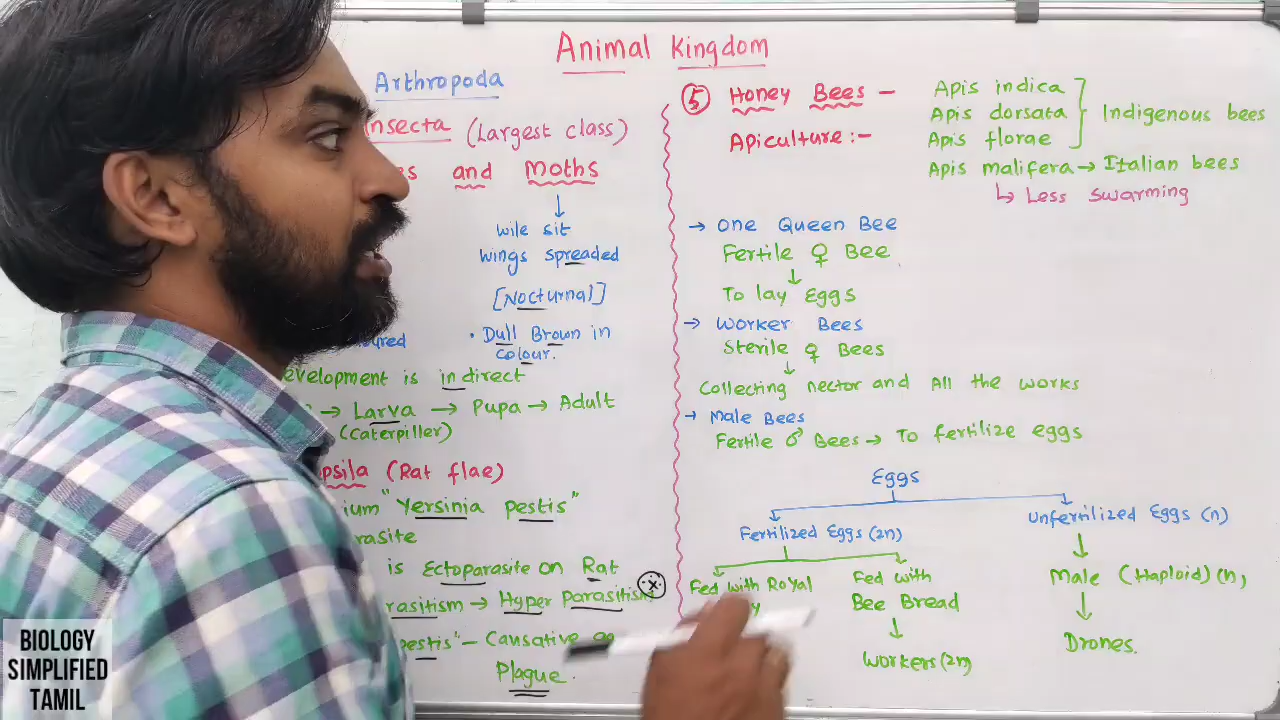 Animal Kingdom
Arthropoda
Insecta (Largest class)
and Moths
wile sit
wings spreaded
[Nocturnal]
• Dull Brown in
colour.
evelopment is indirect
→ Larva → Pupa → Adult
(Caterpiller)
psila (Rat flae)
ium "Yersinia pestis"
asite
is Ectoparasite on Rat
rasitism → Hyper Parasitism
pestis" – Causative ag
Plague.
5 Honey Bees –
Apiculture :-
Apis indica
Apis dorsata
Apis florae
Indigenous bees
Apis malifera → Italian bees
↳ Less swarming
→ One Queen Bee
Fertile ♀ Bee
↓
To lay Eggs
→ Worker Bees
Sterile ♀ Bees
↓
Collecting nector and All the works
→ Male Bees
Fertile ♂ Bees → To fertilize eggs
Eggs
Fertilized Eggs (2n)
Unfertilized Eggs (n)
Fed with Royal
Fed with
Bee Bread
↓
Workers (2n)
↓
Male (Haploid) (n)
↓
Drones.
BIOLOGY
SIMPLIFIED
TAMIL